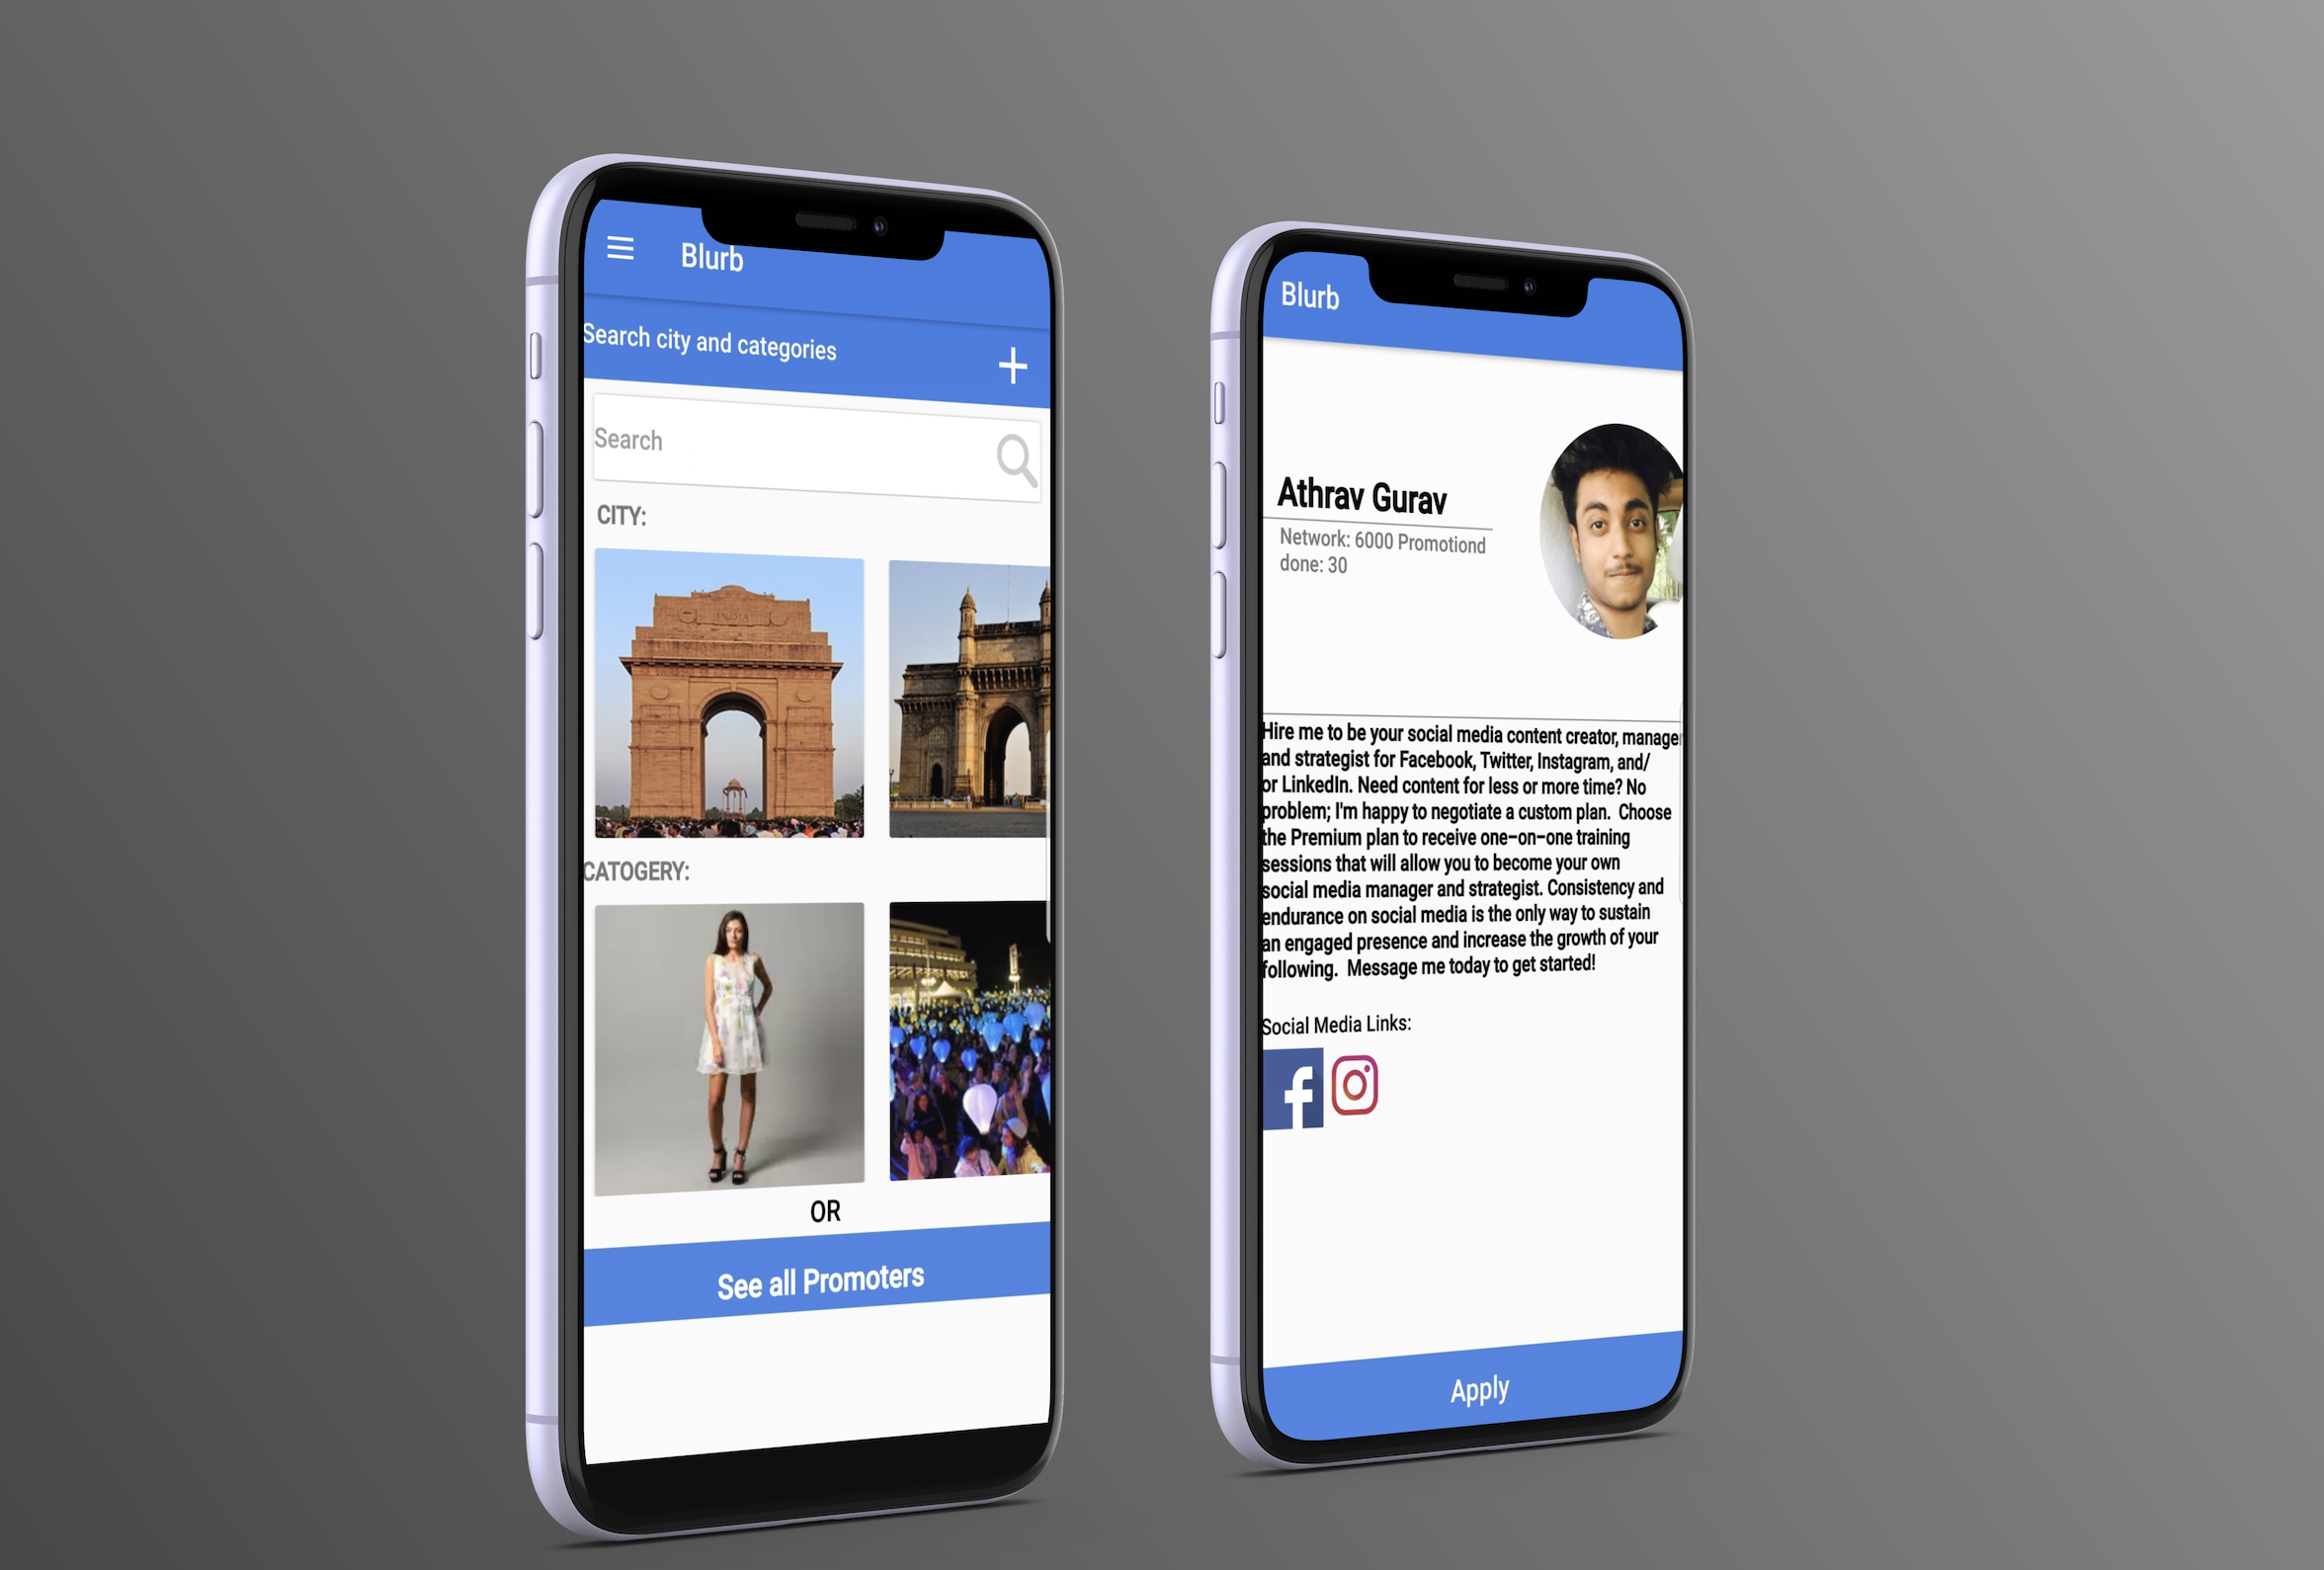 Blurb
Search city and categories
Search
CITY:
INDIA
CATOGERY:
OR
See all Promoters
Blurb
Athrav Gurav
Network: 6000 Promotiond
done: 30
Hire me to be your social media content creator, manager
and strategist for Facebook, Twitter, Instagram, and/
or LinkedIn. Need content for less or more time? No
problem; I'm happy to negotiate a custom plan.  Choose
the Premium plan to receive one-on-one training
sessions that will allow you to become your own
social media manager and strategist. Consistency and
endurance on social media is the only way to sustain
an engaged presence and increase the growth of your
following.  Message me today to get started!
Social Media Links:
f
Apply